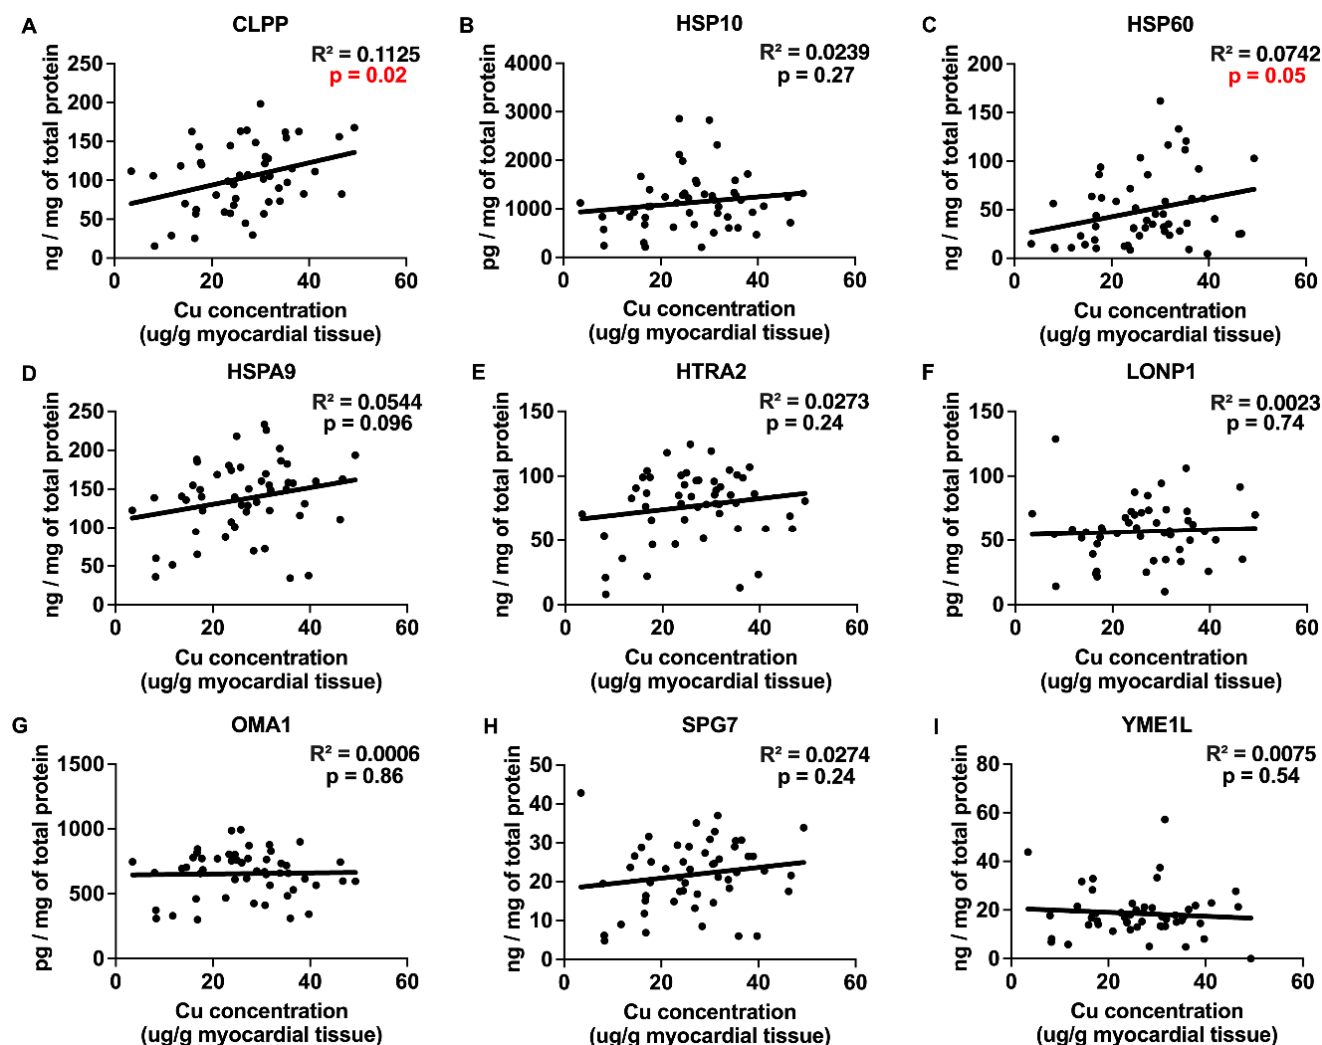 A
CLPP
R² = 0.1125
p = 0.02
ng / mg of total protein
250
200
150
100
50
0
0 20 40 60
Cu concentration
(ug/g myocardial tissue)
B
HSP10
R² = 0.0239
p = 0.27
pg / mg of total protein
4000
3000
2000
1000
0
0 20 40 60
Cu concentration
(ug/g myocardial tissue)
C
HSP60
R² = 0.0742
p = 0.05
ng / mg of total protein
200
150
100
50
0
0 20 40 60
Cu concentration
(ug/g myocardial tissue)
D
HSPA9
R² = 0.0544
p = 0.096
ng / mg of total protein
250
200
150
100
50
0
0 20 40 60
Cu concentration
(ug/g myocardial tissue)
E
HTRA2
R² = 0.0273
p = 0.24
ng / mg of total protein
150
100
50
0
0 20 40 60
Cu concentration
(ug/g myocardial tissue)
F
LONP1
R² = 0.0023
p = 0.74
pg / mg of total protein
150
100
50
0
0 20 40 60
Cu concentration
(ug/g myocardial tissue)
G
OMA1
R² = 0.0006
p = 0.86
pg / mg of total protein
1500
1000
500
0
0 20 40 60
Cu concentration
(ug/g myocardial tissue)
H
SPG7
R² = 0.0274
p = 0.24
ng / mg of total protein
50
40
30
20
10
0
0 20 40 60
Cu concentration
(ug/g myocardial tissue)
I
YME1L
R² = 0.0075
p = 0.54
ng / mg of total protein
80
60
40
20
0
0 20 40 60
Cu concentration
(ug/g myocardial tissue)